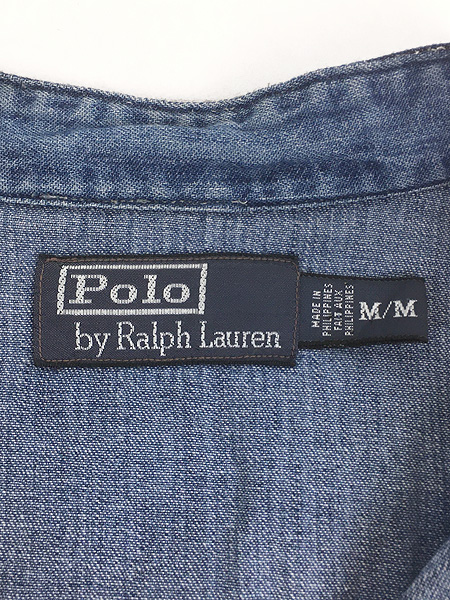 Polo
by Ralph Lauren
MADE IN
PHILIPPINES
FAIT AUX
PHILIPPINES
M/M